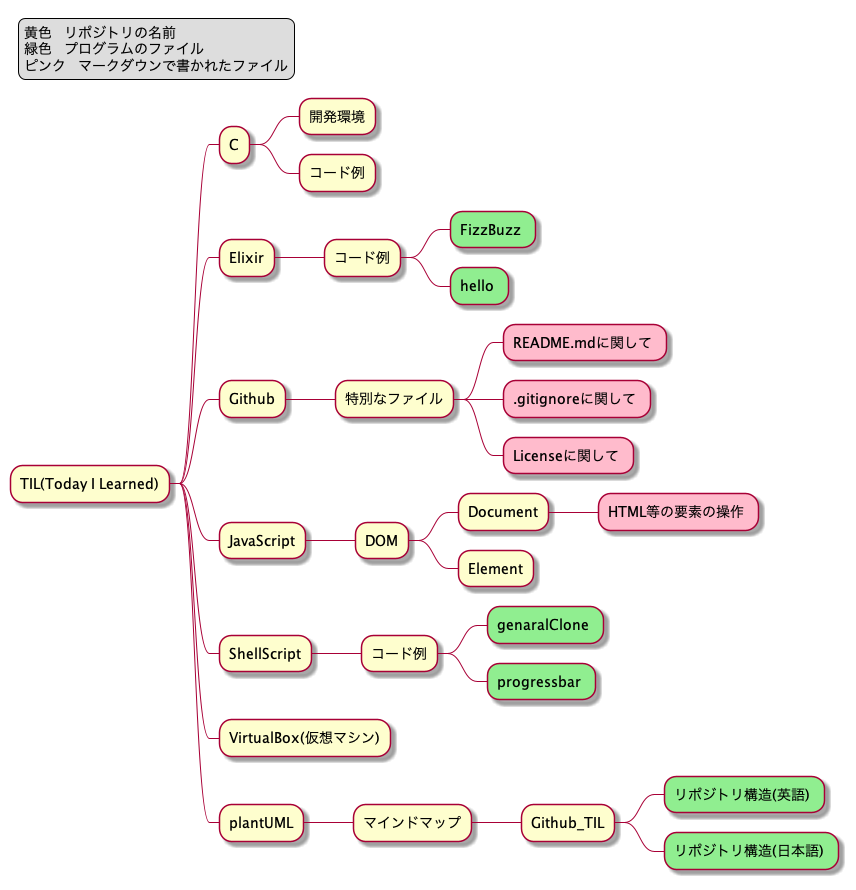 黄色　リポジトリの名前
緑色　プログラムのファイル
ピンク　マークダウンで書かれたファイル
TIL(Today I Learned)
C
開発環境
コード例
Elixir
コード例
FizzBuzz
hello
Github
特別なファイル
README.mdに関して
.gitignoreに関して
Licenseに関して
JavaScript
DOM
Document
HTML等の要素の操作
Element
ShellScript
コード例
genaralClone
progressbar
VirtualBox(仮想マシン)
plantUML
マインドマップ
Github_TIL
リポジトリ構造(英語)
リポジトリ構造(日本語)